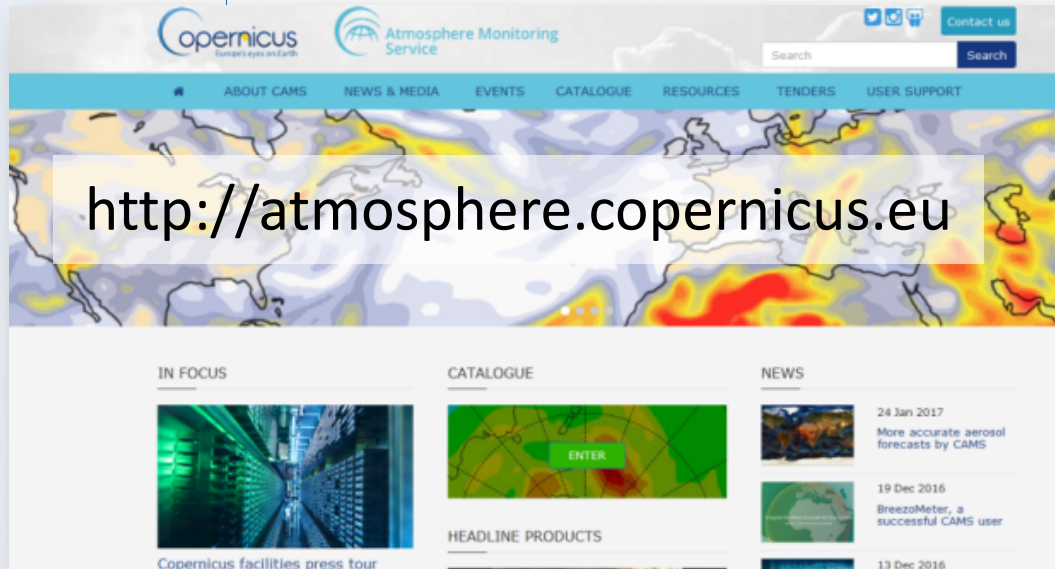 Copernicus
Europe's eyes on Earth
Atmosphere Monitoring
Service
Contact us
Search
Search
ABOUT CAMS
NEWS & MEDIA
EVENTS
CATALOGUE
RESOURCES
TENDERS
USER SUPPORT
http://atmosphere.copernicus.eu
IN FOCUS
Copernicus facilities press tour
CATALOGUE
ENTER
HEADLINE PRODUCTS
NEWS
24 Jan 2017
More accurate aerosol
forecasts by CAMS
19 Dec 2016
BreezoMeter, a
successful CAMS user
13 Dec 2016